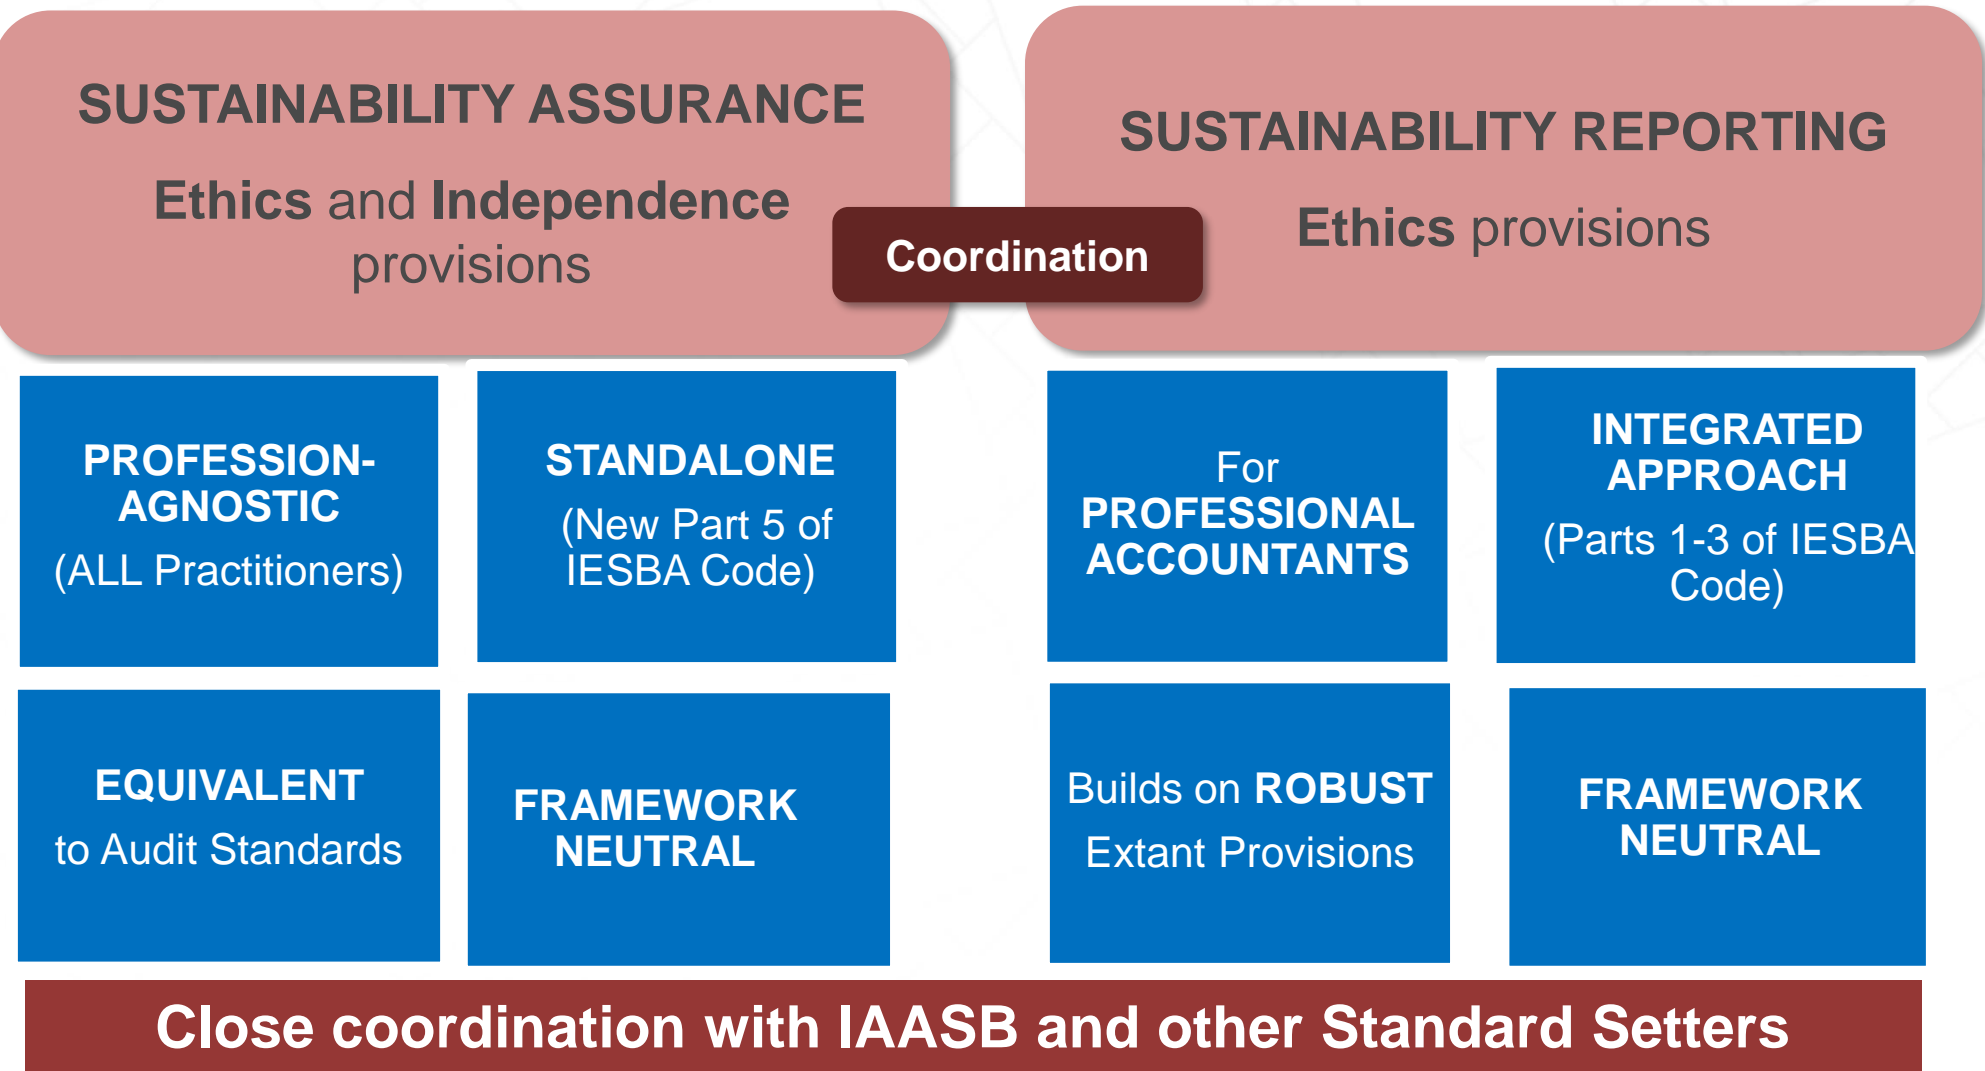 SUSTAINABILITY ASSURANCE
Ethics and Independence
provisions
Coordination
SUSTAINABILITY REPORTING
Ethics provisions
PROFESSION-
AGNOSTIC
(ALL Practitioners)
STANDALONE
(New Part 5 of
IESBA Code)
For
PROFESSIONAL
ACCOUNTANTS
INTEGRATED
APPROACH
(Parts 1-3 of IESBA
Code)
EQUIVALENT
to Audit Standards
FRAMEWORK
NEUTRAL
Builds on ROBUST
Extant Provisions
FRAMEWORK
NEUTRAL
Close coordination with IAASB and other Standard Setters